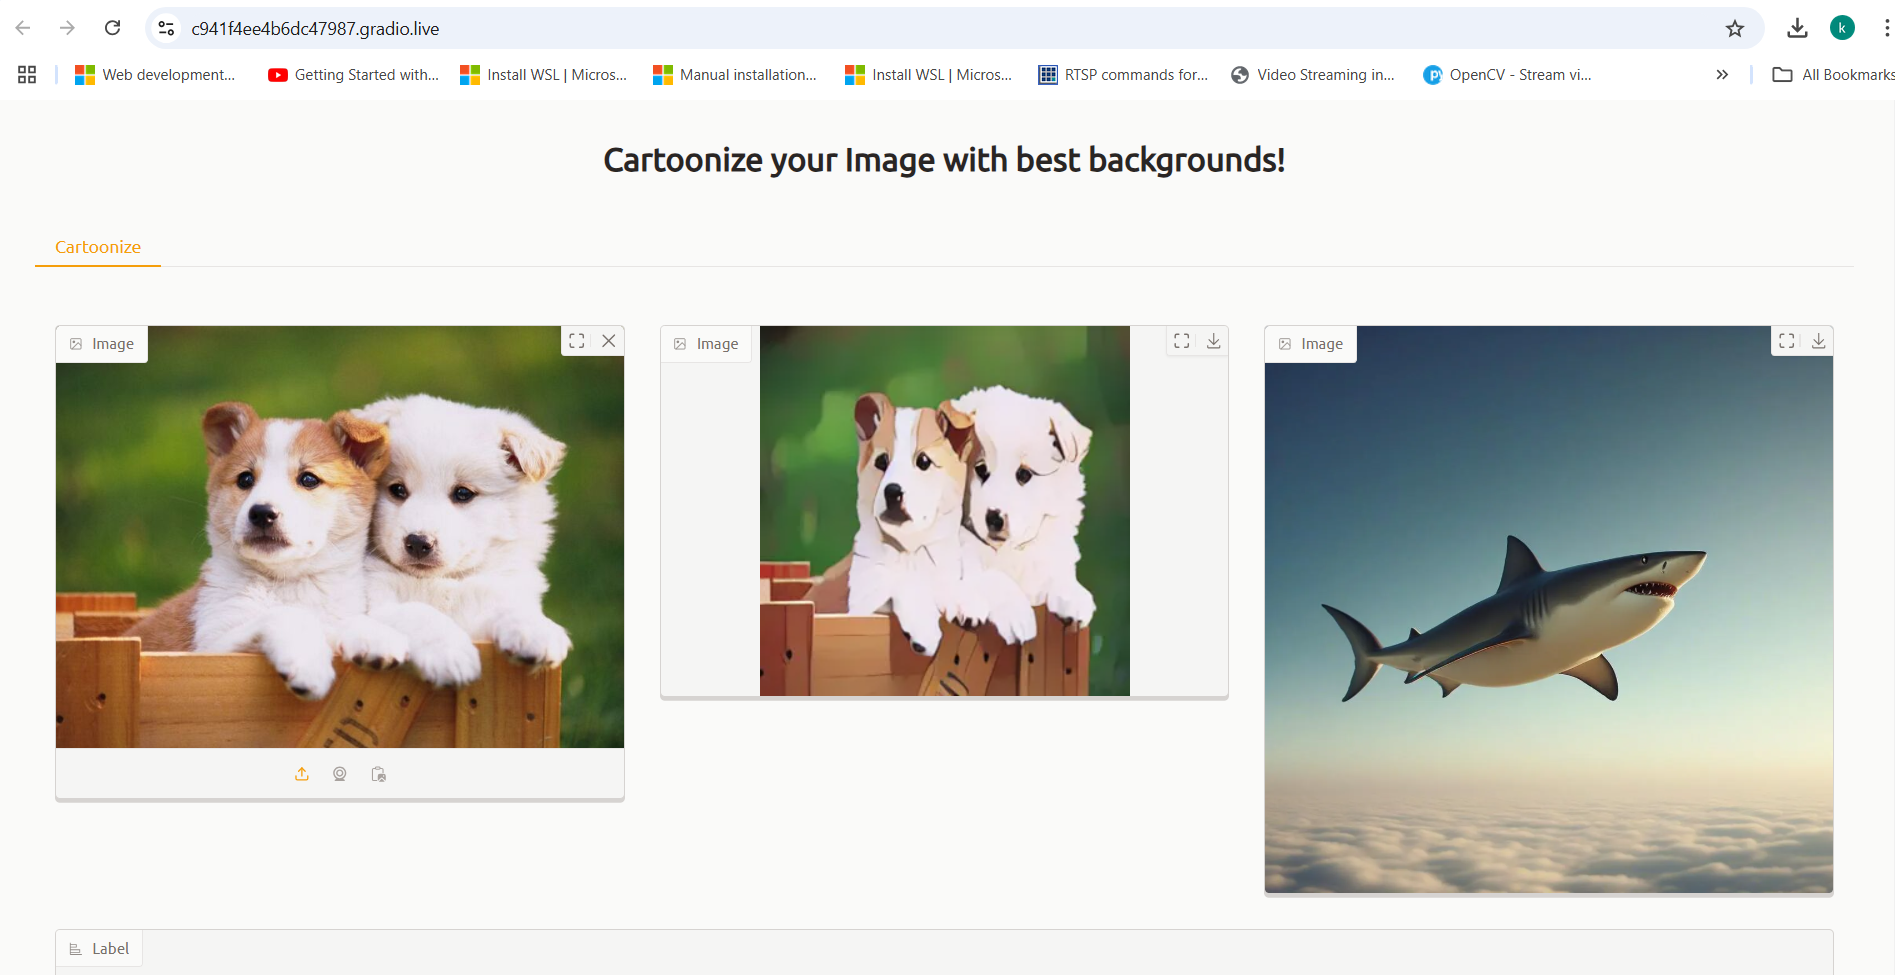 c941f4ee4b6dc47987.gradio.live
k
Web development...
Getting Started with...
Install WSL | Micros...
Manual installation...
Install WSL | Micros...
RTSP commands for...
Video Streaming in...
OpenCV - Stream vi...
»
All Bookmarks
Cartoonize your Image with best backgrounds!
Cartoonize
Image
Image
Image
Label